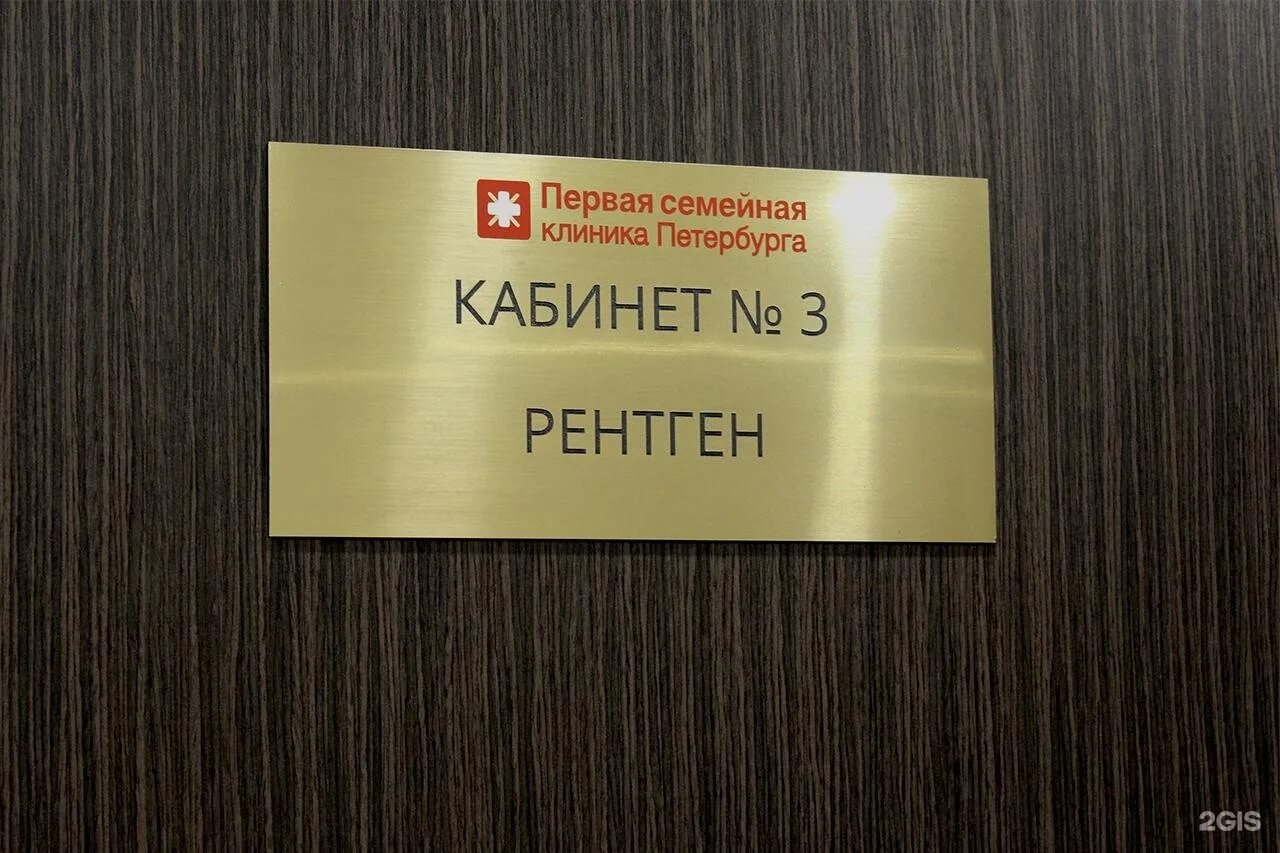 Первая семейная
клиника Петербурга
КАБИНЕТ № 3
РЕНТГЕН
2GIS